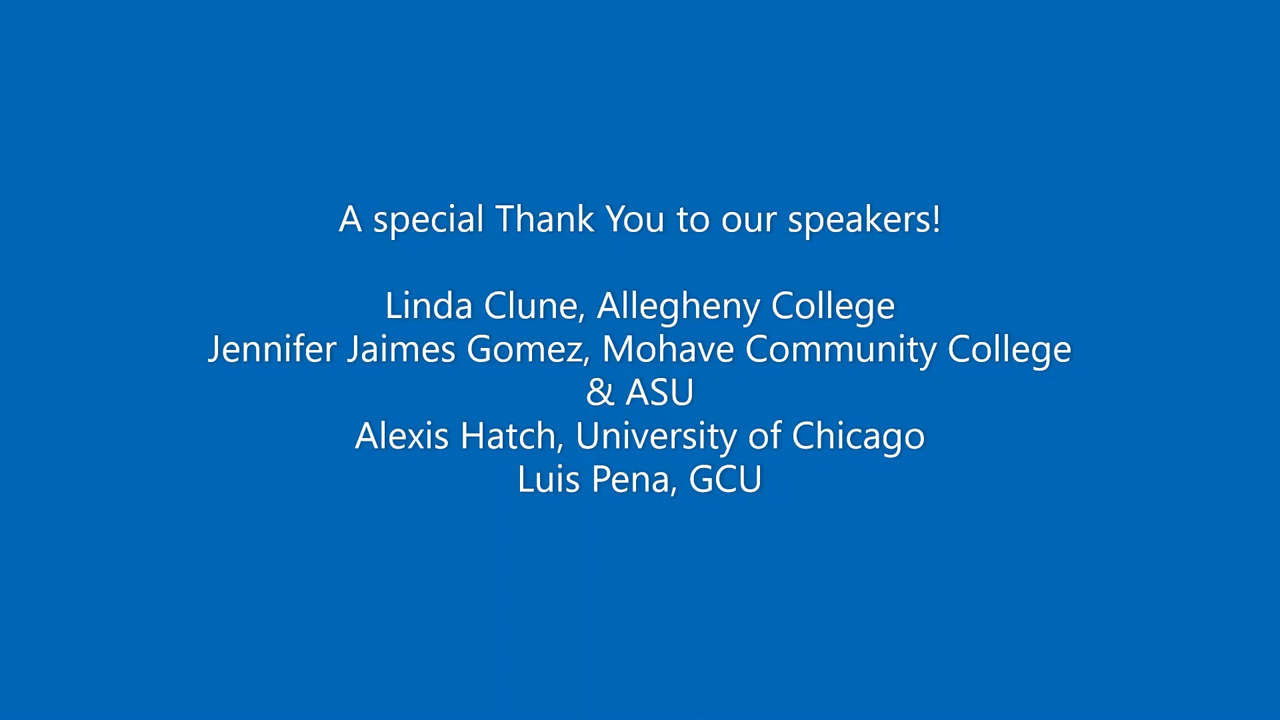 A special Thank You to our speakers!
Linda Clune, Allegheny College
Jennifer Jaimes Gomez, Mohave Community College
& ASU
Alexis Hatch, University of Chicago
Luis Pena, GCU